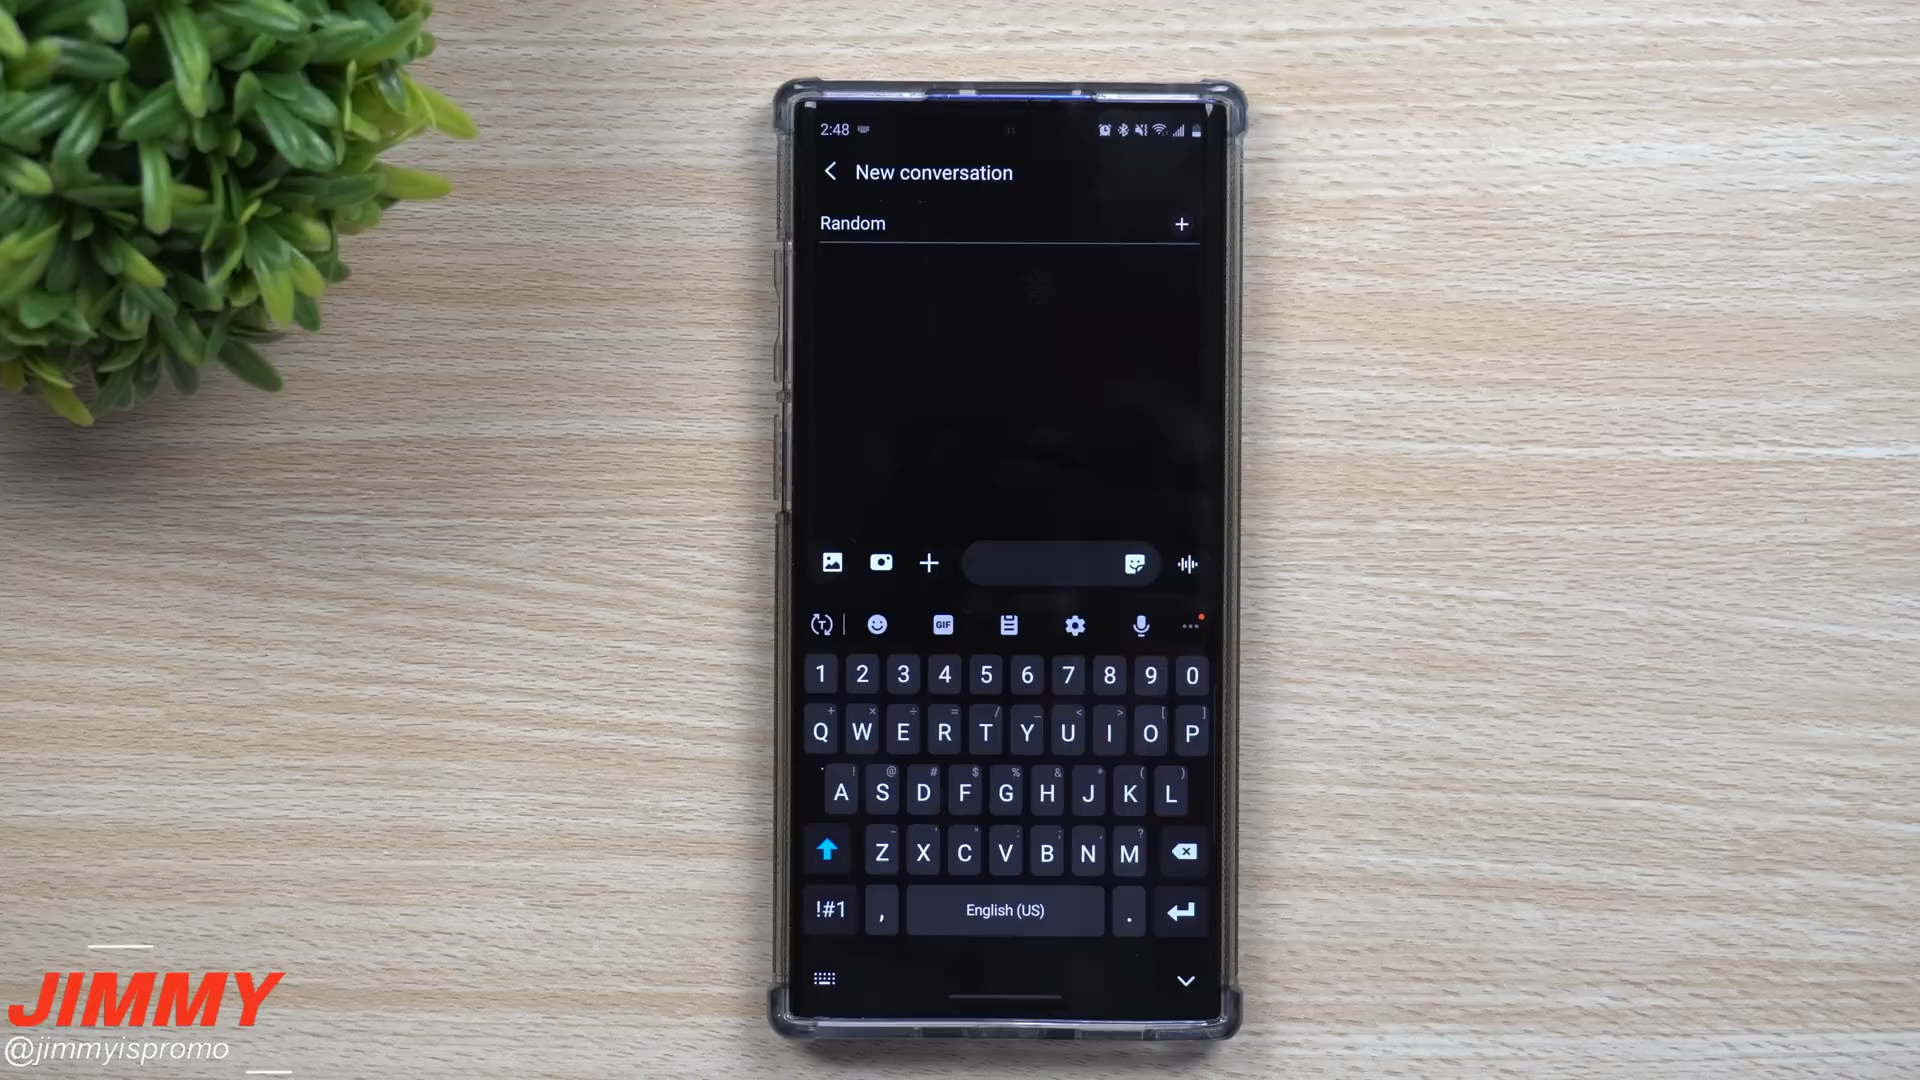 2:48
New conversation
Random
GIF
1 2 3 4 5 6 7 8 9 0
+ × ÷ = / _ < > [ ]
Q W E R T Y U I O P
! @ # $ % & * ( )
A S D F G H J K L
- ' " : ; , ?
Z X C V B N M
!#1 , English (US) .
JIMMY
@jimmyispromo